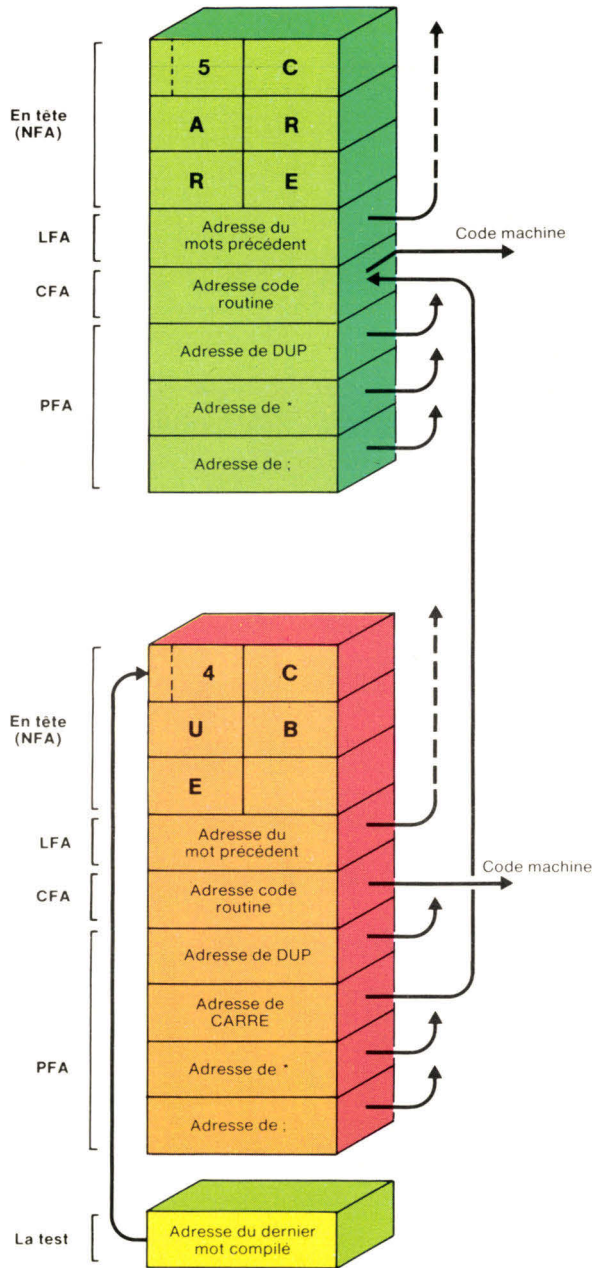 5 C
En tête
(NFA)
A R
R E
LFA
Adresse du
mots précédent
Code machine
CFA
Adresse code
routine
Adresse de DUP
PFA
Adresse de *
Adresse de ;
4 C
En tête
(NFA)
U B
E
LFA
Adresse du
mot précédent
CFA
Adresse code
routine
Code machine
Adresse de DUP
Adresse de
CARRE
PFA
Adresse de *
Adresse de ;
La test
Adresse du dernier
mot compilé